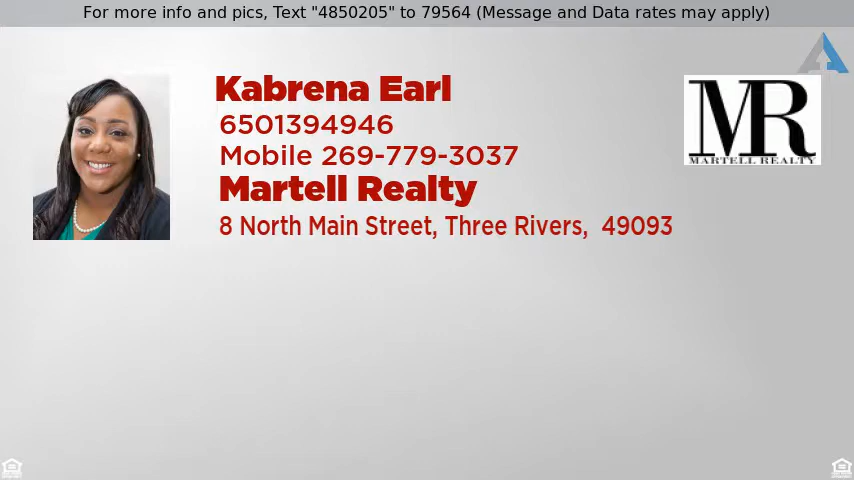 For more info and pics, Text "4850205" to 79564 (Message and Data rates may apply)
Kabrena Earl
6501394946
Mobile 269-779-3037
Martell Realty
8 North Main Street, Three Rivers,  49093
MR
MARTELL REALTY